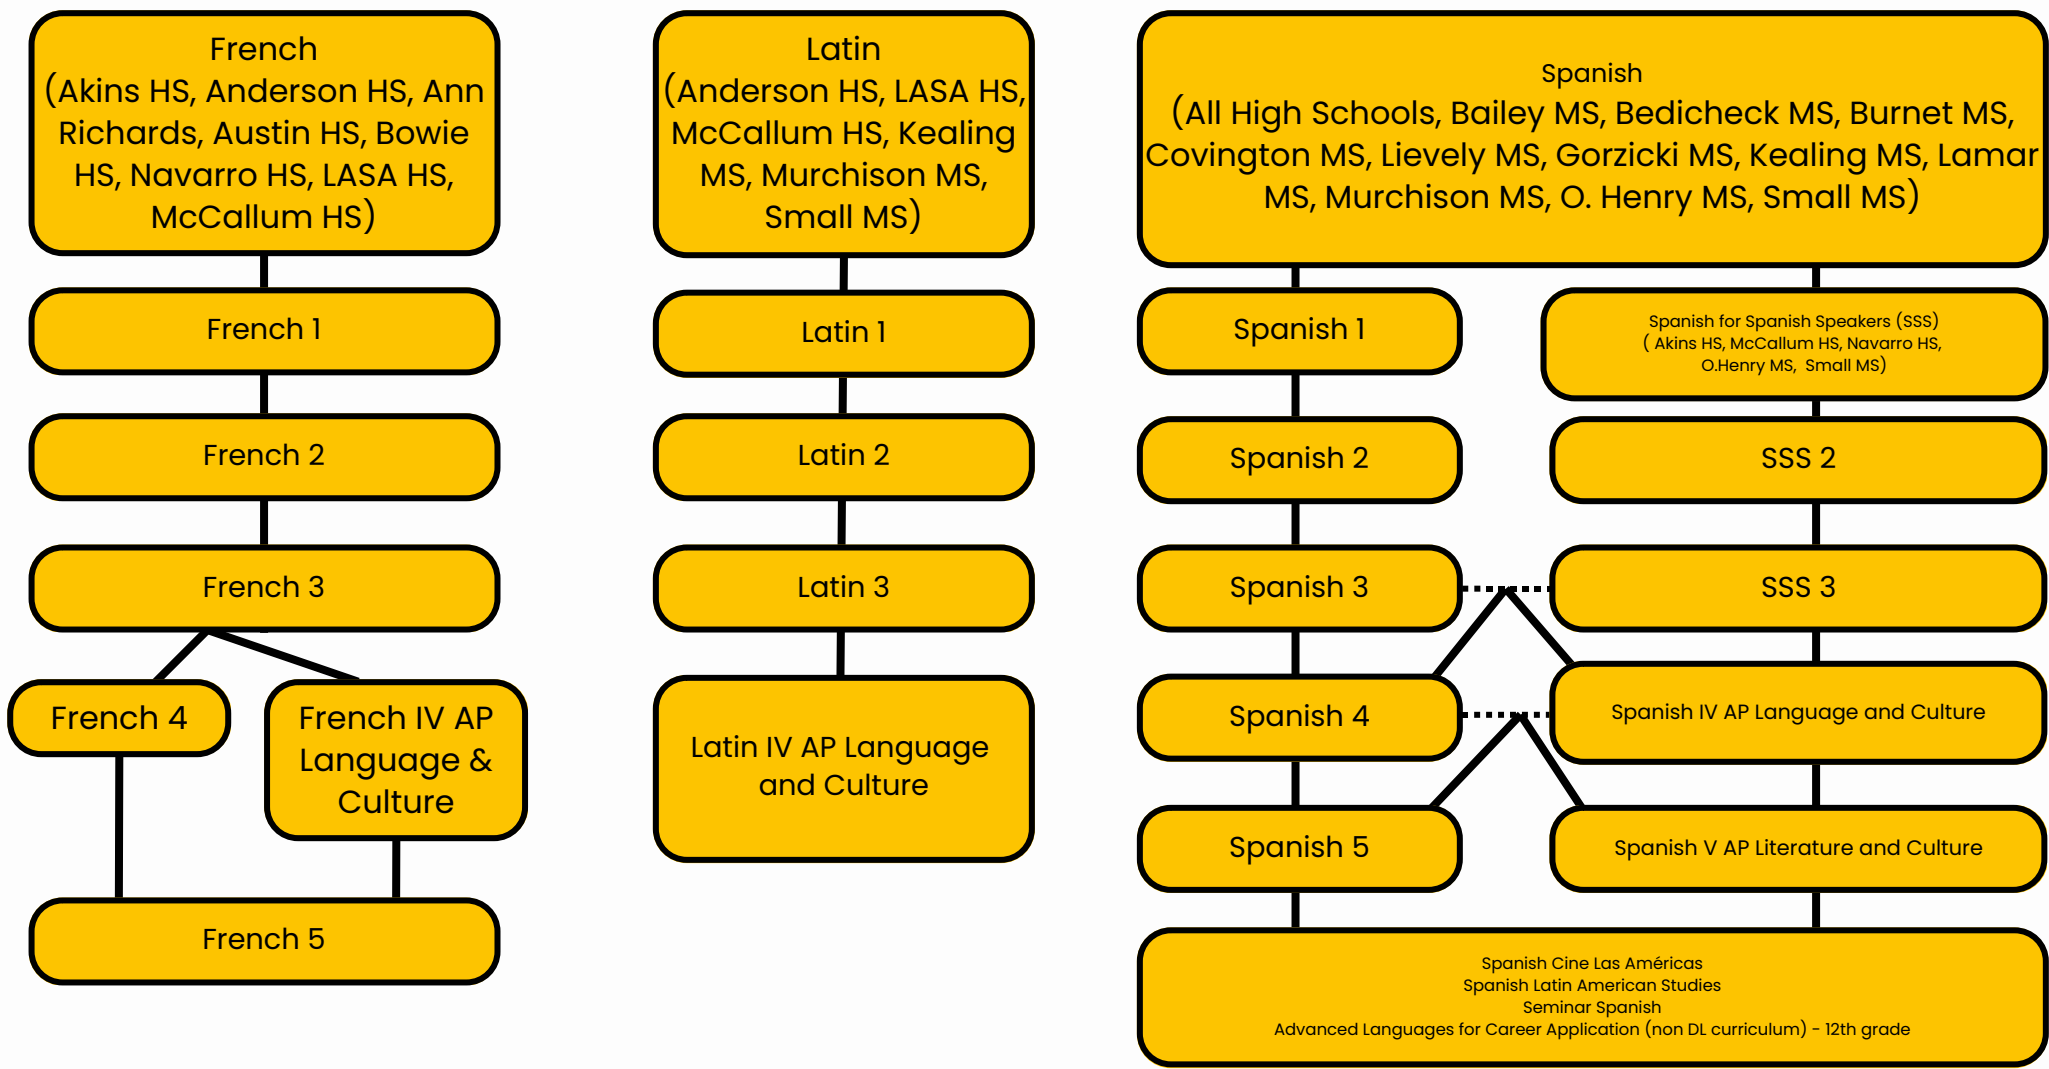 French
(Akins HS, Anderson HS, Ann
Richards, Austin HS, Bowie
HS, Navarro HS, LASA HS,
McCallum HS)
French 1
French 2
French 3
French 4
French IV AP
Language &
Culture
French 5
Latin
(Anderson HS, LASA HS,
McCallum HS, Kealing
MS, Murchison MS,
Small MS)
Latin 1
Latin 2
Latin 3
Latin IV AP Language
and Culture
Spanish
(All High Schools, Bailey MS, Bedicheck MS, Burnet MS,
Covington MS, Lievely MS, Gorzicki MS, Kealing MS, Lamar
MS, Murchison MS, O. Henry MS, Small MS)
Spanish 1
Spanish 2
Spanish 3
Spanish 4
Spanish 5
Spanish for Spanish Speakers (SSS)
( Akins HS, McCallum HS, Navarro HS,
O.Henry MS, Small MS)
SSS 2
SSS 3
Spanish IV AP Language and Culture
Spanish V AP Literature and Culture
Spanish Cine Las Américas
Spanish Latin American Studies
Seminar Spanish
Advanced Languages for Career Application (non DL curriculum) - 12th grade